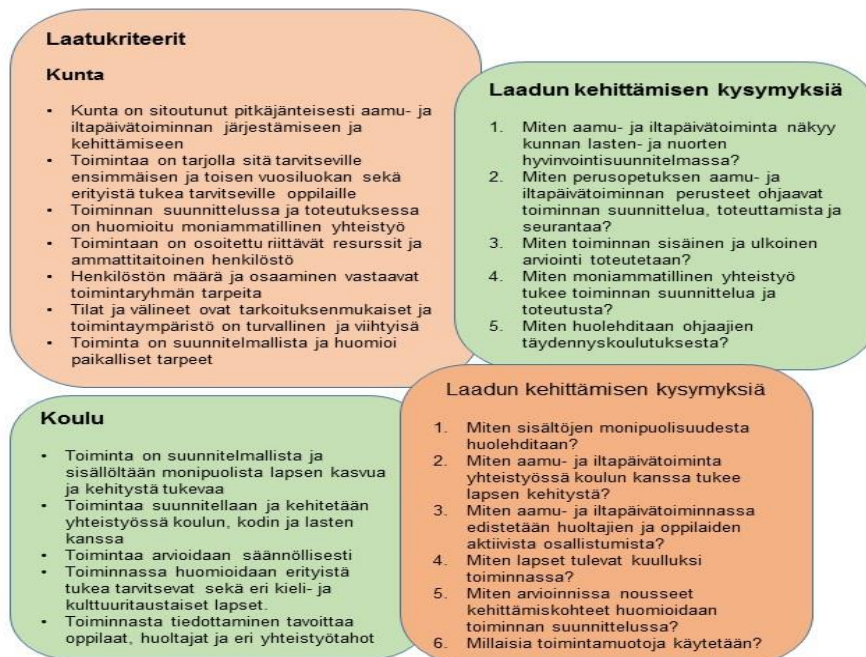 Laatukriteerit
Kunta
• Kunta on sitoutunut pitkäjänteisesti aamu- ja
iltapäivätoiminnan järjestämiseen ja
kehittämiseen
• Toimintaa on tarjolla sitä tarvitseville
ensimmäisen ja toisen vuosiluokan sekä
erityistä tukea tarvitseville oppilaille
• Toiminnan suunnittelussa ja toteutuksessa
on huomioitu moniammatillinen yhteistyö
• Toimintaan on osoitettu riittävät resurssit ja
ammattitaitoinen henkilöstö
• Henkilöstön määrä ja osaaminen vastaavat
toimintaryhmän tarpeita
• Tilat ja välineet ovat tarkoituksenmukaiset ja
toimintaympäristö on turvallinen ja viihtyisä
• Toiminta on suunnitelmallista ja huomioi
paikalliset tarpeet
Laadun kehittämisen kysymyksiä
1. Miten aamu- ja iltapäivätoiminta näkyy
kunnan lasten- ja nuorten
hyvinvointisuunnitelmassa?
2. Miten perusopetuksen aamu- ja
iltapäivätoiminnan perusteet ohjaavat
toiminnan suunnittelua, toteuttamista ja
seurantaa?
3. Miten toiminnan sisäinen ja ulkoinen
arviointi toteutetaan?
4. Miten moniammatillinen yhteistyö
tukee toiminnan suunnittelua ja
toteutusta?
5. Miten huolehditaan ohjaajien
täydennyskoulutuksesta?
Koulu
• Toiminta on suunnitelmallista ja
sisällöltään monipuolista lapsen kasvua
ja kehitystä tukevaa
• Toimintaa suunnitellaan ja kehitetään
yhteistyössä koulun, kodin ja lasten
kanssa
• Toimintaa arvioidaan säännöllisesti
• Toiminnassa huomioidaan erityistä
tukea tarvitsevat sekä eri kieli- ja
kulttuuritaustaiset lapset.
• Toiminnasta tiedottaminen tavoittaa
oppilaat, huoltajat ja eri yhteistyötahot
Laadun kehittämisen kysymyksiä
1. Miten sisältöjen monipuolisuudesta
huolehditaan?
2. Miten aamu- ja iltapäivätoiminta
yhteistyössä koulun kanssa tukee
lapsen kehitystä?
3. Miten aamu- ja iltapäivätoiminnassa
edistetään huoltajien ja oppilaiden
aktiivista osallistumista?
4. Miten lapset tulevat kuulluksi
toiminnassa?
5. Miten arvioinnissa nousseet
kehittämiskohteet huomioidaan
toiminnan suunnittelussa?
6. Millaisia toimintamuotoja käytetään?